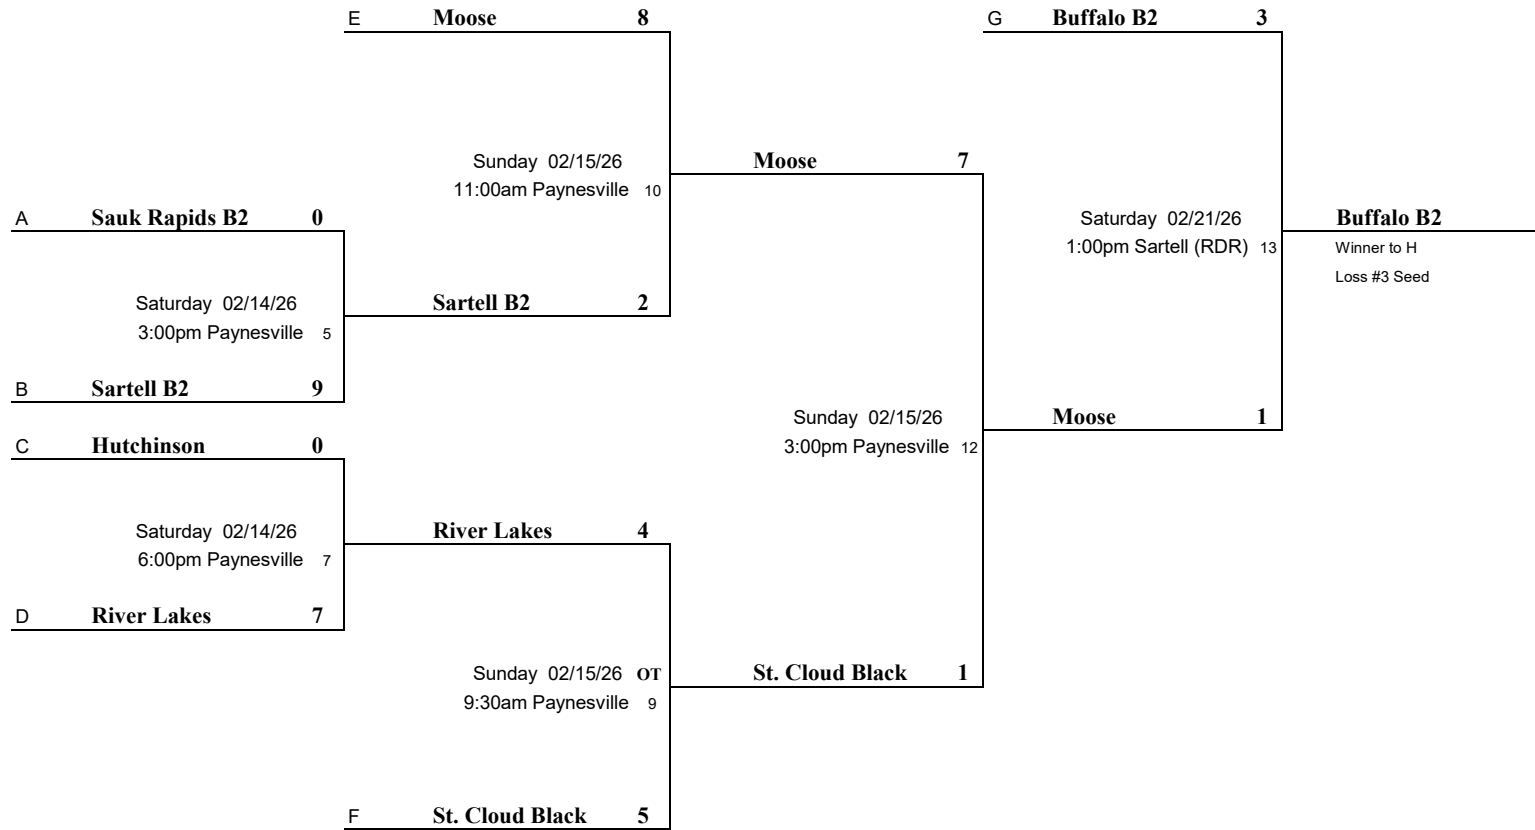 E Moose 8
G Buffalo B2 3
Sunday 02/15/26
11:00am Paynesville 10
Moose 7
A Sauk Rapids B2 0
Saturday 02/21/26
1:00pm Sartell (RDR) 13
Buffalo B2
Winner to H
Loss #3 Seed
Saturday 02/14/26
3:00pm Paynesville 5
Sartell B2 2
B Sartell B2 9
Sunday 02/15/26
3:00pm Paynesville 12
Moose 1
C Hutchinson 0
Saturday 02/14/26
6:00pm Paynesville 7
River Lakes 4
D River Lakes 7
Sunday 02/15/26 OT
9:30am Paynesville 9
St. Cloud Black 1
F St. Cloud Black 5